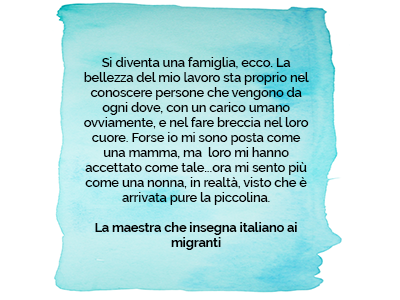 Si diventa una famiglia, ecco. La
bellezza del mio lavoro sta proprio nel
conoscere persone che vengono da
ogni dove, con un carico umano
ovviamente, e nel fare breccia nel loro
cuore. Forse io mi sono posta come
una mamma, ma loro mi hanno
accettato come tale...ora mi sento più
come una nonna, in realtà, visto che è
arrivata pure la piccolina.
La maestra che insegna italiano ai
migranti